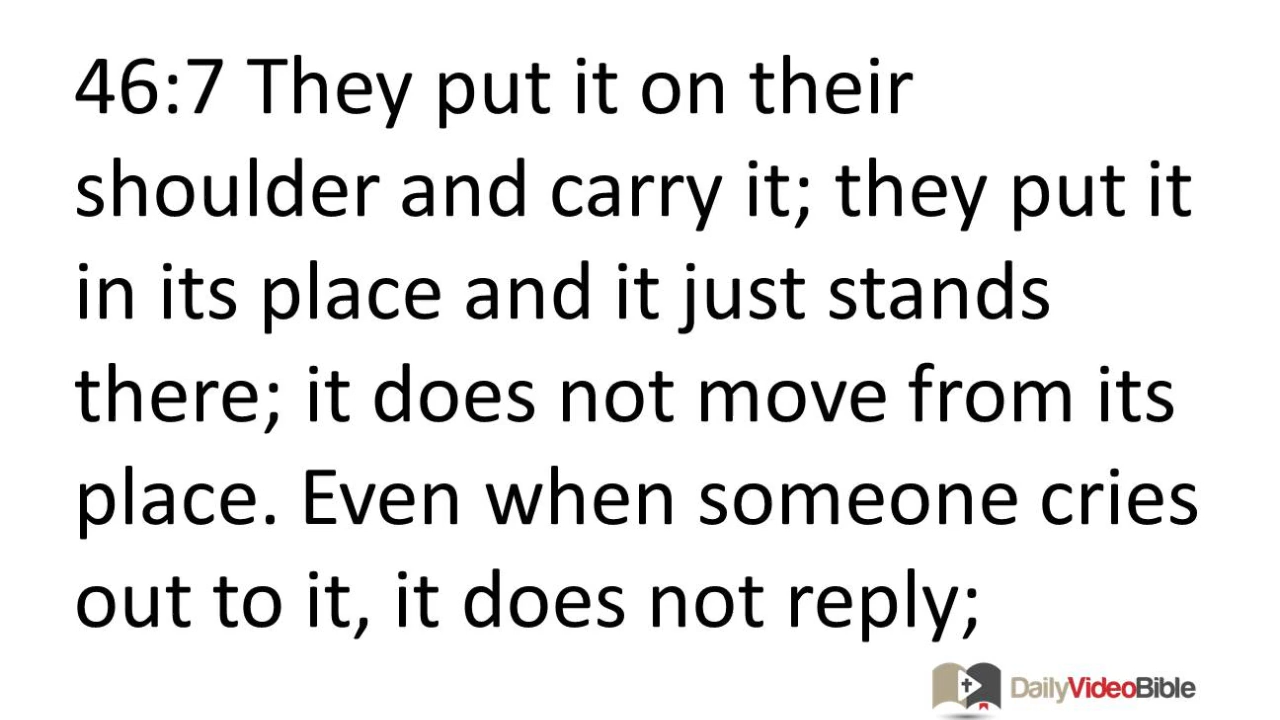 46:7 They put it on their
shoulder and carry it; they put it
in its place and it just stands
there; it does not move from its
place. Even when someone cries
out to it, it does not reply;
DailyVideoBible